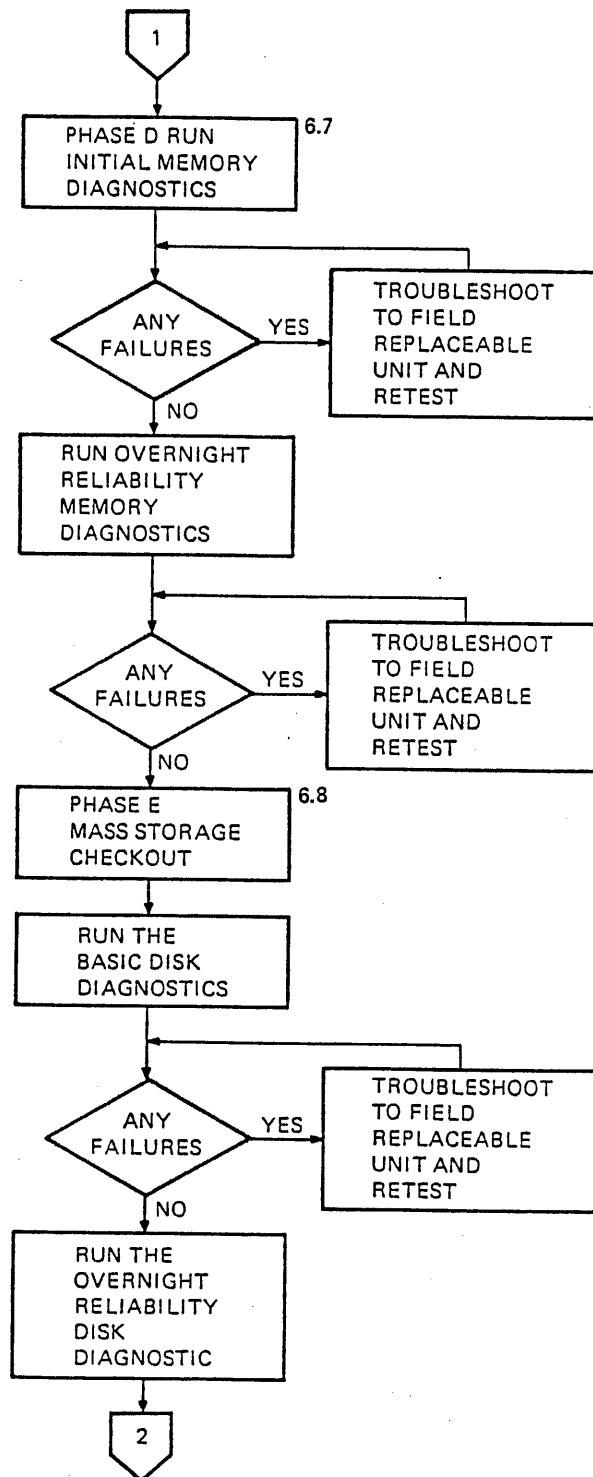 1
6.7
PHASE D RUN
INITIAL MEMORY
DIAGNOSTICS
ANY
FAILURES
YES
TROUBLESHOOT
TO FIELD
REPLACEABLE
UNIT AND
RETEST
NO
RUN OVERNIGHT
RELIABILITY
MEMORY
DIAGNOSTICS
ANY
FAILURES
YES
TROUBLESHOOT
TO FIELD
REPLACEABLE
UNIT AND
RETEST
NO
6.8
PHASE E
MASS STORAGE
CHECKOUT
RUN THE
BASIC DISK
DIAGNOSTICS
ANY
FAILURES
YES
TROUBLESHOOT
TO FIELD
REPLACEABLE
UNIT AND
RETEST
NO
RUN THE
OVERNIGHT
RELIABILITY
DISK
DIAGNOSTIC
2